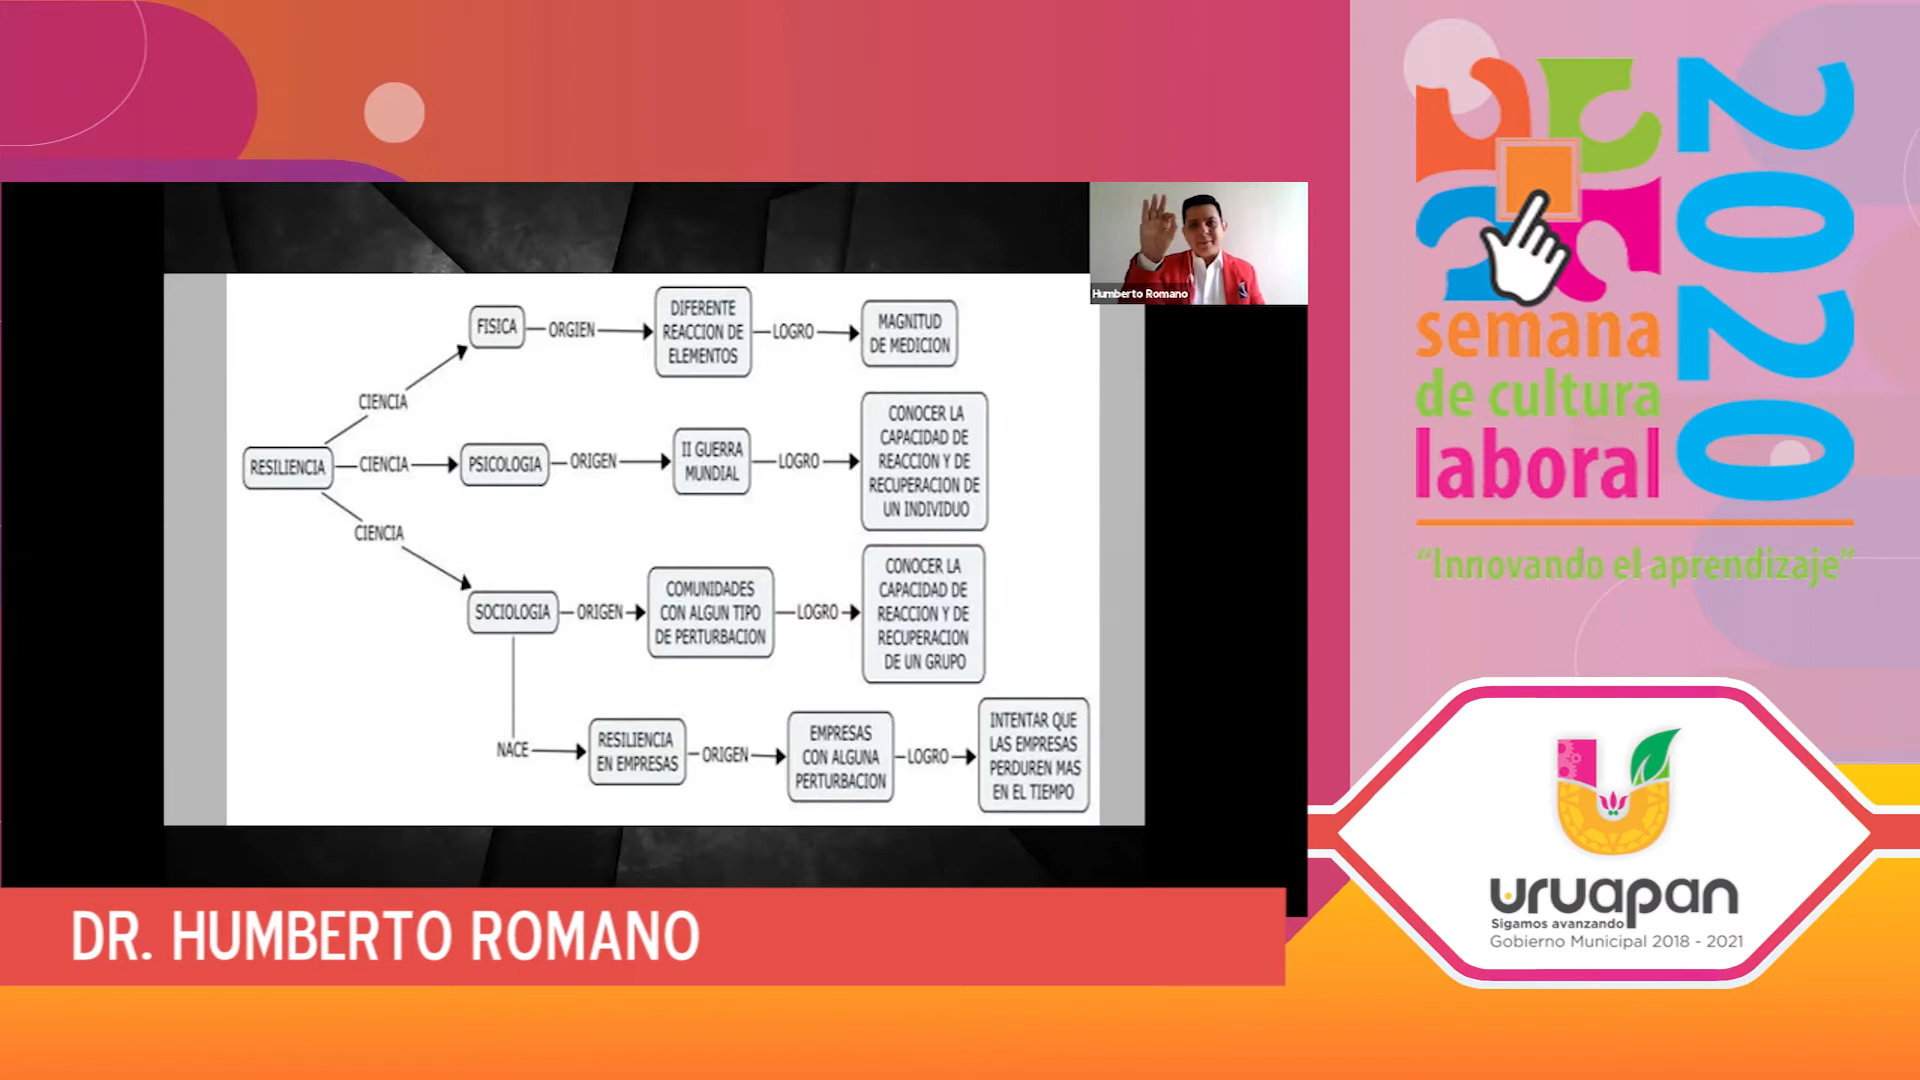 Humberto Romano
FISICA
ORGIEN
DIFERENTE
REACCION DE
ELEMENTOS
LOGRO
MAGNITUD
DE MEDICION
CIENCIA
RESILIENCIA
CIENCIA
PSICOLOGIA
ORIGEN
II GUERRA
MUNDIAL
LOGRO
CONOCER LA
CAPACIDAD DE
REACCION Y DE
RECUPERACION DE
UN INDIVIDUO
CIENCIA
SOCIOLOGIA
ORIGEN
COMUNIDADES
CON ALGUN TIPO
DE PERTURBACION
LOGRO
CONOCER LA
CAPACIDAD DE
REACCION Y DE
RECUPERACION
DE UN GRUPO
NACE
RESILIENCIA
EN EMPRESAS
ORIGEN
EMPRESAS
CON ALGUNA
PERTURBACION
LOGRO
INTENTAR QUE
LAS EMPRESAS
PERDUREN MAS
EN EL TIEMPO
DR. HUMBERTO ROMANO
semana
de cultura
laboral
2020
“Innovando el aprendizaje”
uruapan
Sigamos avanzando
Gobierno Municipal 2018 - 2021